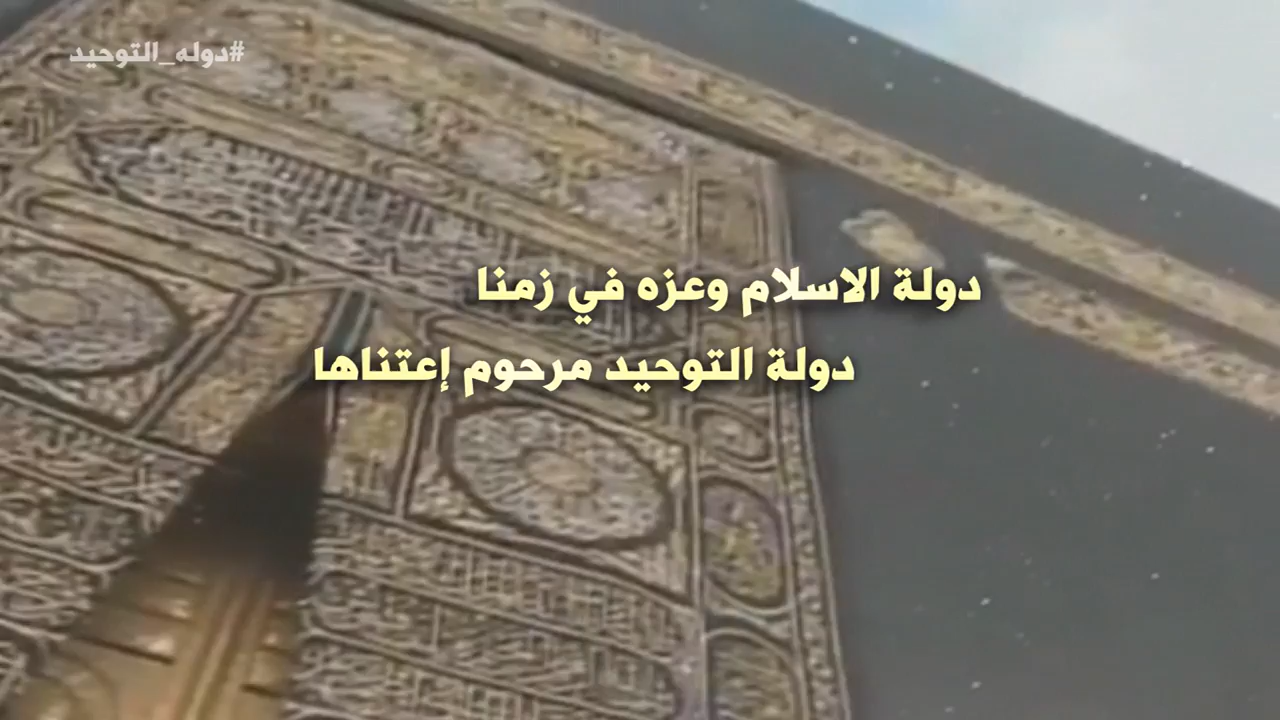 #دوله_التوحيد
دولة الاسلام وعزه في زمنا
دولة التوحيد مرحوم إعتناها